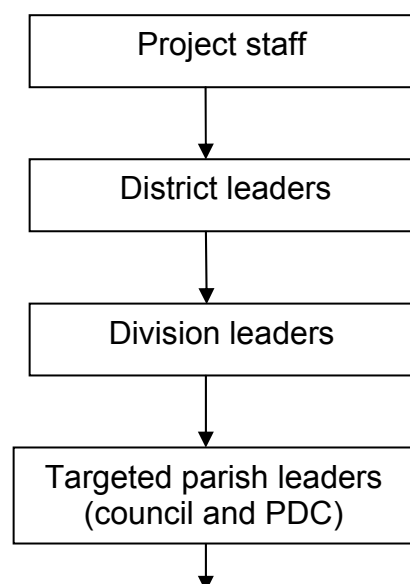 Project staff
District leaders
Division leaders
Targeted parish leaders
(council and PDC)